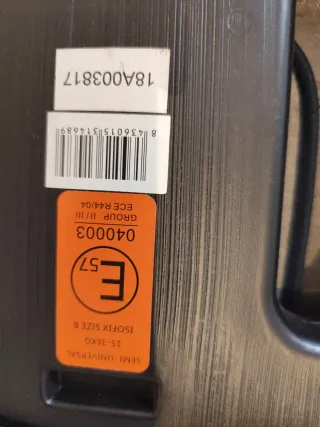 SEMI-UNIVERSAL
15-36KG
ISOFIX SIZE B
E 57
040003
GROUP II / III
ECE R44/04
8 436015 314689
18A003817